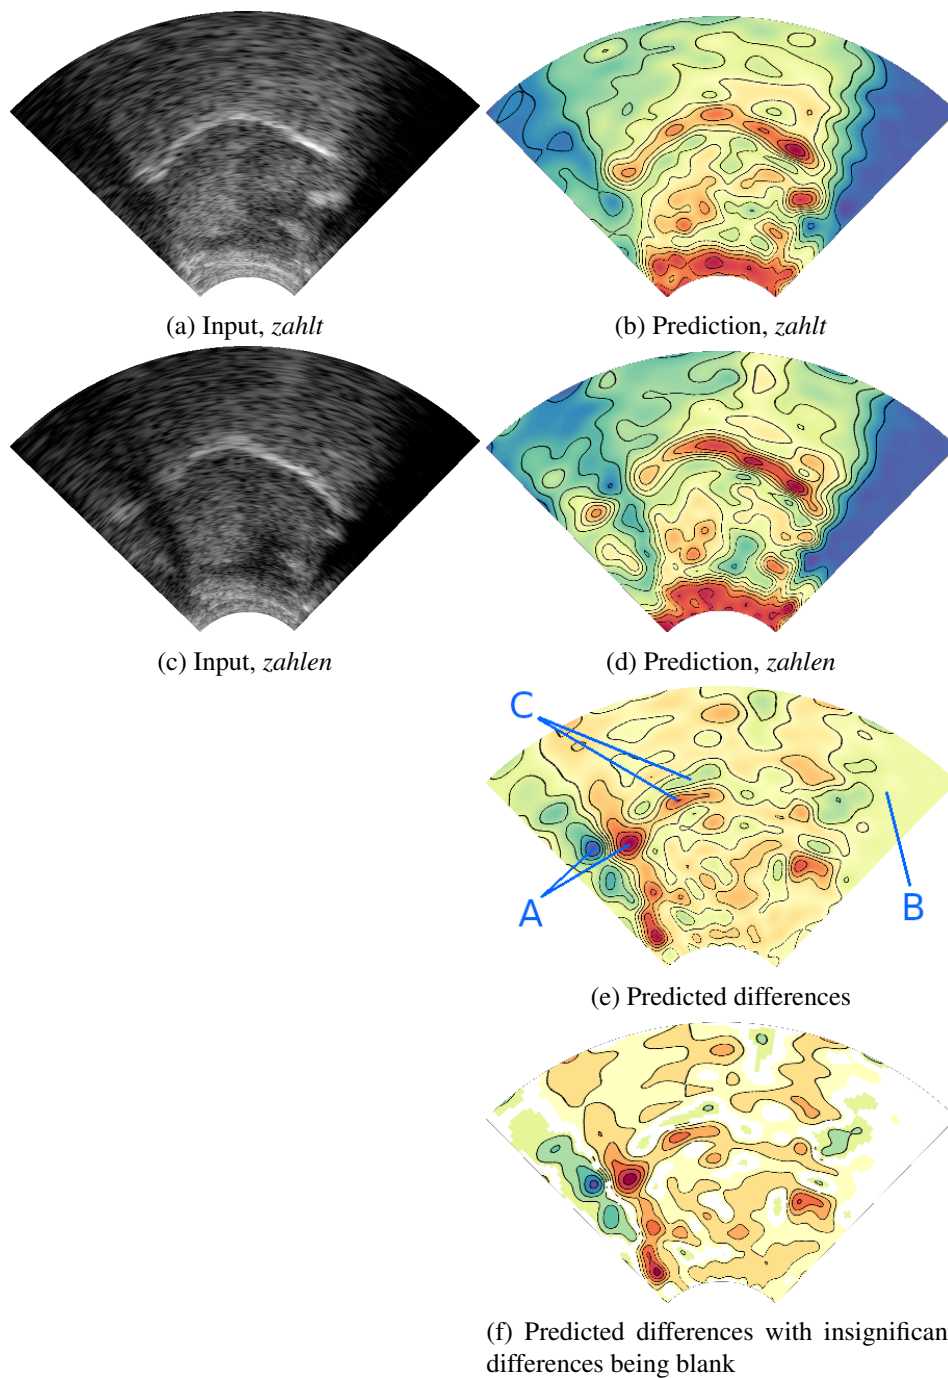 (a) Input, zahlt
(b) Prediction, zahlt
(c) Input, zahlen
(d) Prediction, zahlen
C
A
B
(e) Predicted differences
(f) Predicted differences with insignifican
differences being blank